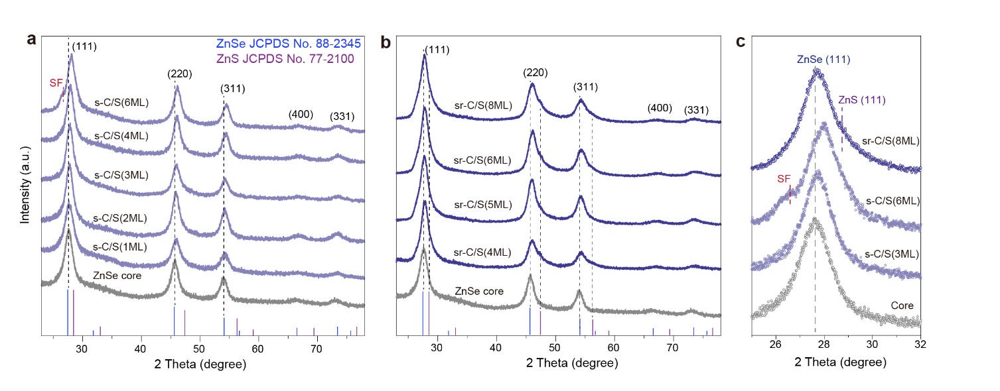 a
(111)
ZnSe JCPDS No. 88-2345
ZnS JCPDS No. 77-2100
SF
(220)
(311)
(400)
(331)
s-C/S(6ML)
s-C/S(4ML)
s-C/S(3ML)
s-C/S(2ML)
s-C/S(1ML)
ZnSe core
Intensity (a.u.)
30
40
50
60
70
2 Theta (degree)
b
(111)
(220)
(311)
(400)
(331)
sr-C/S(8ML)
sr-C/S(6ML)
sr-C/S(5ML)
sr-C/S(4ML)
ZnSe core
30
40
50
60
70
2 Theta (degree)
c
ZnSe (111)
ZnS (111)
sr-C/S(8ML)
SF
s-C/S(6ML)
s-C/S(3ML)
Core
26
28
30
32
2 Theta (degree)